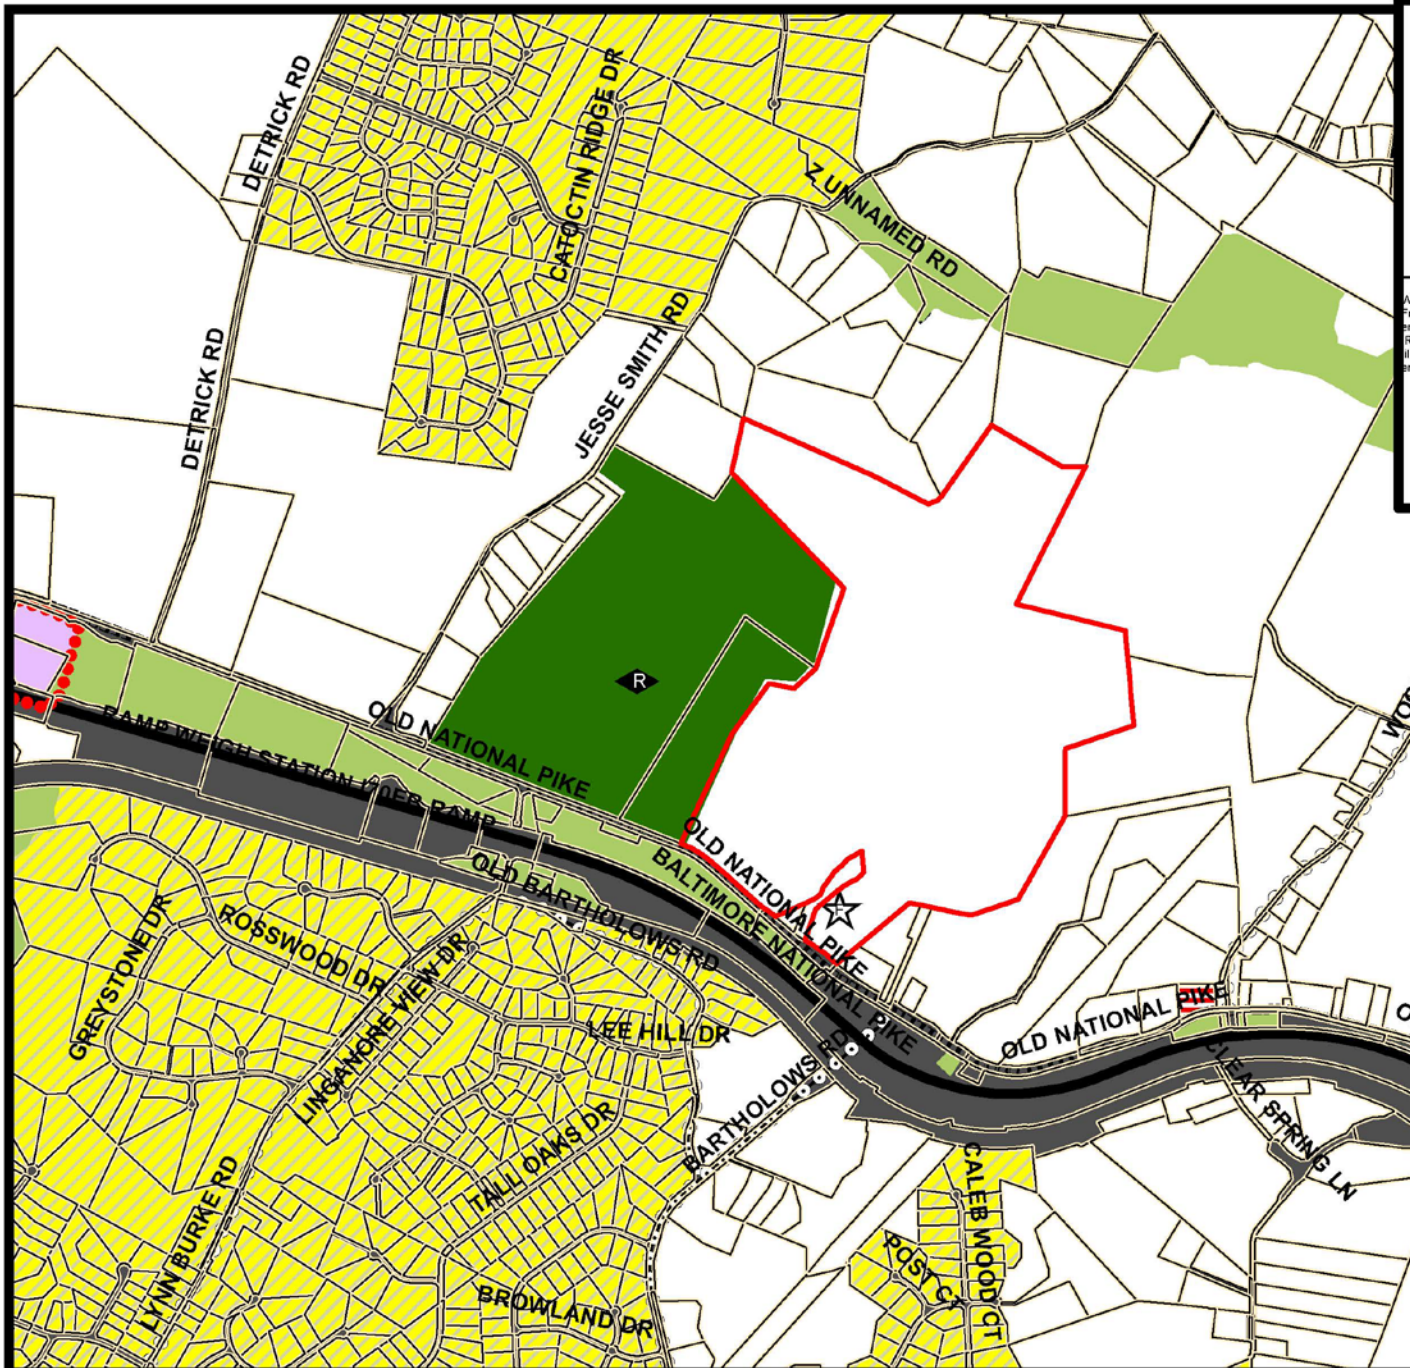 DETRICK RD
CATOCTIN RIDGE DR
Z UNNAMED RD
JESSE SMITH RD
DETRICK RD
R
OLD NATIONAL PIKE
RAMP WEIGH STATION
RAMP
OLD NATIONAL PIKE
BALTIMORE NATIONAL PIKE
OLD BARTHOLOWS RD
ROSSWOOD DR
GREYSTONE DR
LINGANORE VIEW DR
LEE HILL DR
BARTHOLOWS RD
OLD NATIONAL PIKE
CLEAR SPRING LN
TALL OAKS DR
LYNN BURKE RD
CALEB WOOD CT
POST CT
BROWLAND DR